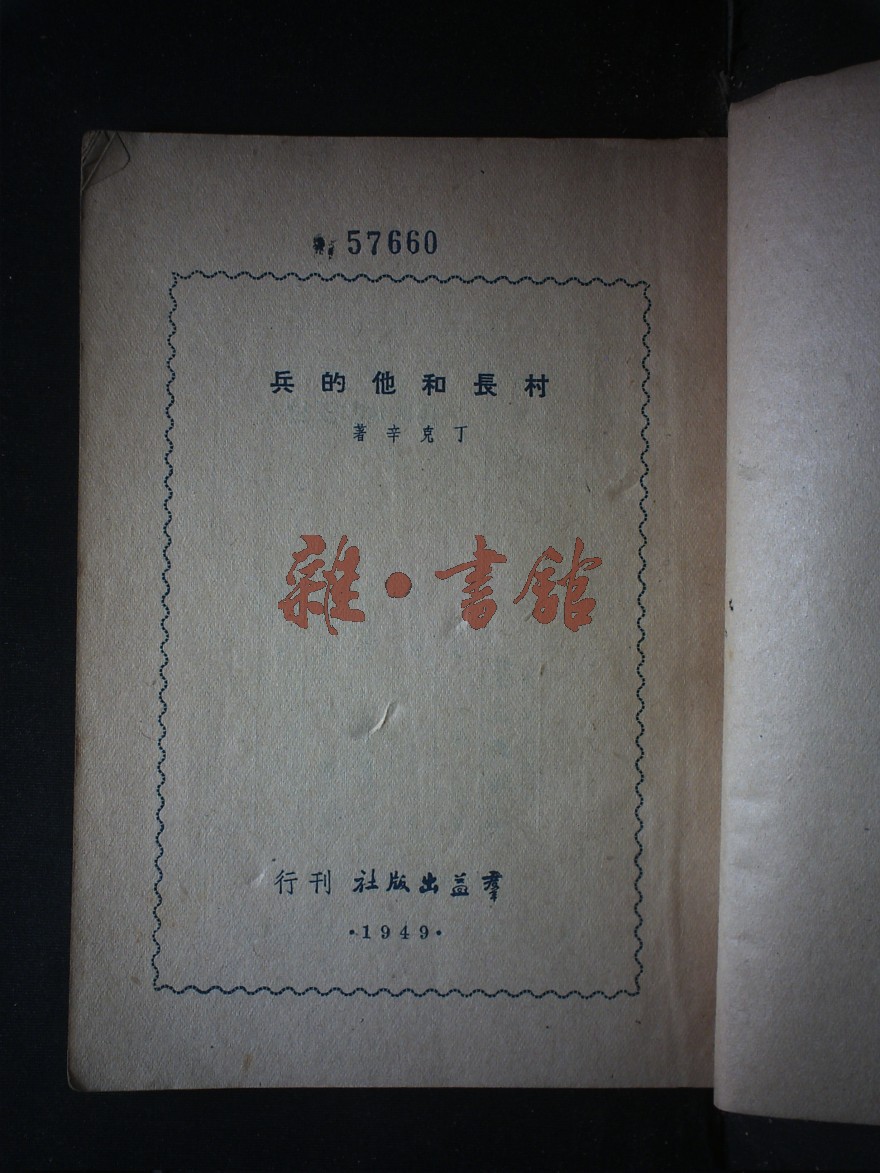 57660
村長和他的兵
丁克辛著
雜·書舘
羣益出版社刊行
·1949·